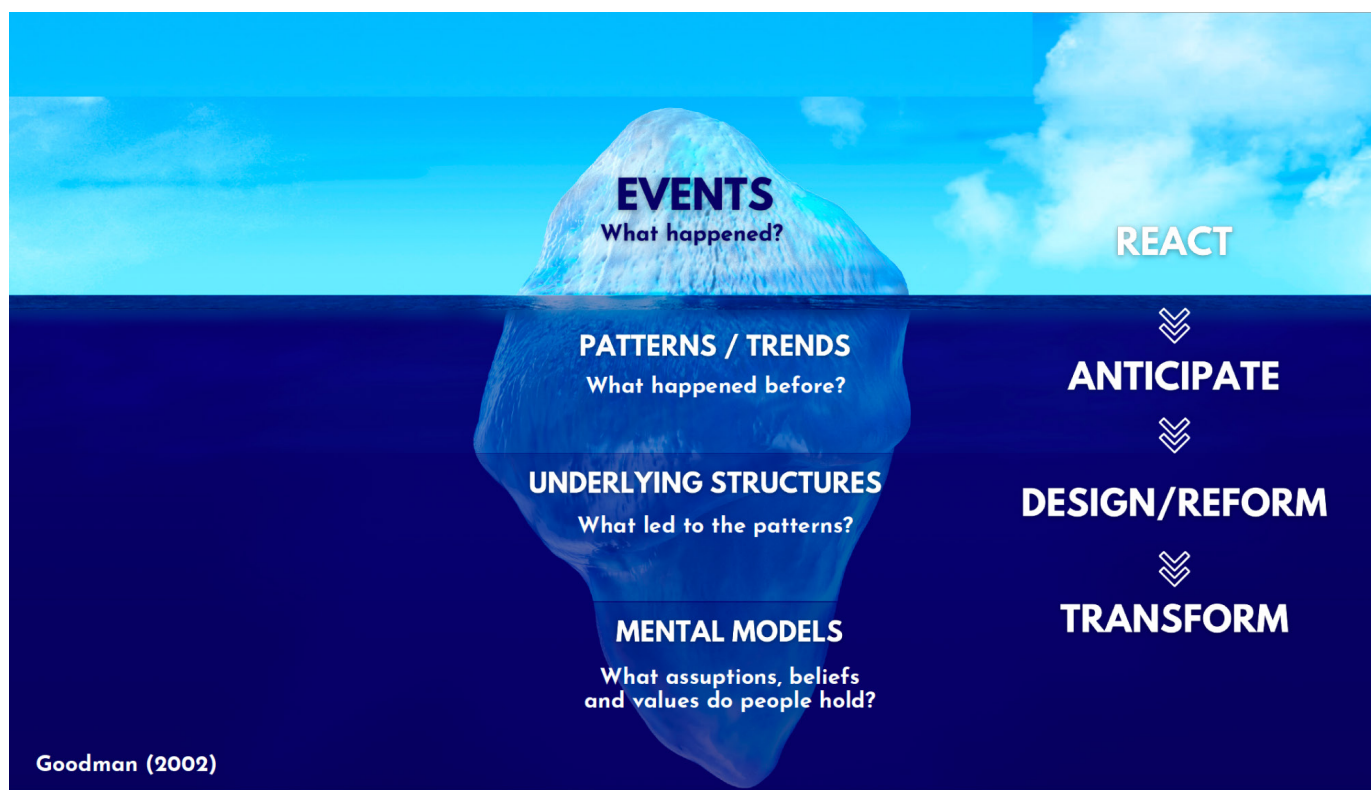 EVENTS
What happened?
REACT
PATTERNS / TRENDS
What happened before?
ANTICIPATE
UNDERLYING STRUCTURES
What led to the patterns?
DESIGN/REFORM
MENTAL MODELS
What assuptions, beliefs
and values do people hold?
TRANSFORM
Goodman (2002)